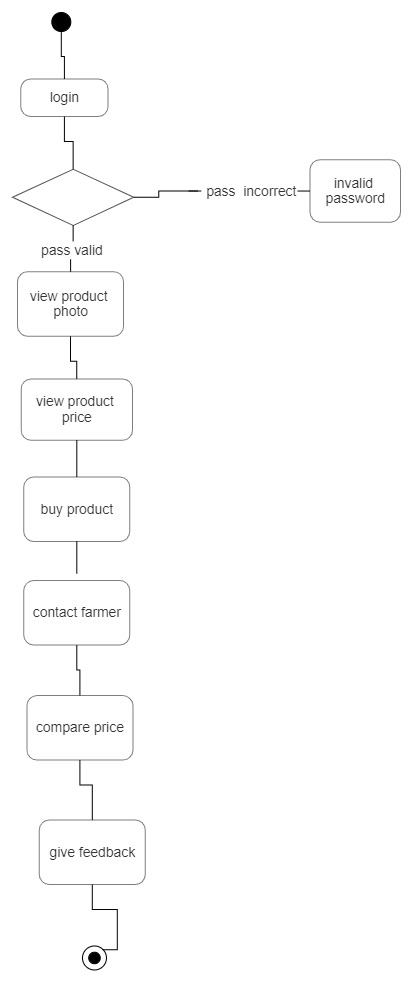 login
pass incorrect
invalid
password
pass valid
view product
photo
view product
price
buy product
contact farmer
compare price
give feedback